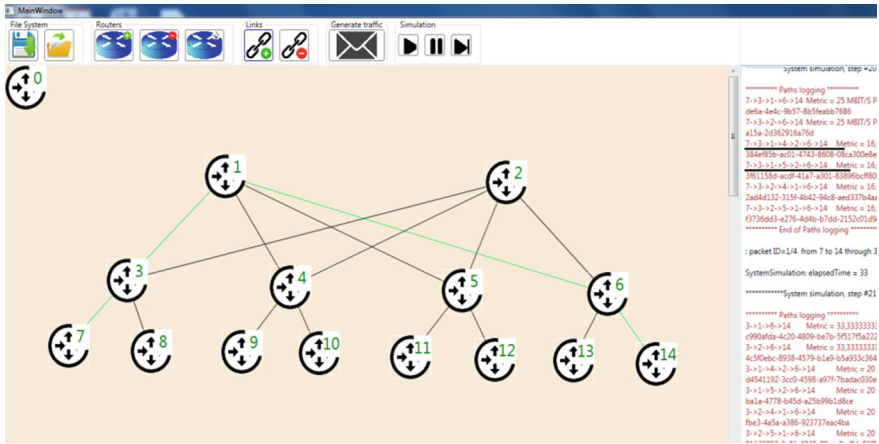 MainWindow
File System
Routers
Links
Generate traffic
Simulation
0
1
2
3
4
5
6
7
8
9
10
11
12
13
14
System simulation, step #20
********** Paths logging **********
7->3->1->6->14 Metric = 25 MBIT/S P
de6a-4e4c-9b57-8b5feabb7686
7->3->2->6->14 Metric = 25 MBIT/S P
a15a-2d362916a76d
7->3->1->4->2->6->14 Metric = 16,
384ef85b-ac01-4743-8608-08ca300e8e
7->3->1->5->2->6->14 Metric = 16,
3f61158d-acdf-41a7-a301-83896bcff80
7->3->2->4->1->6->14 Metric = 16,
2ad4d132-315f-4b42-94c8-aed337b4aa
7->3->2->5->1->6->14 Metric = 16,
f3736dd3-e276-4d4b-b7dd-2152c01d9
********** End of Paths logging **********
: packet ID=1/4 from 7 to 14 through 3
SystemSimulation: elapsedTime = 33
************System simulation, step #21
********** Paths logging **********
3->1->6->14 Metric = 33,33333333
c990afda-4c20-4809-be7b-5f517f5a222
3->2->6->14 Metric = 33,33333333
4c5f0ebc-8938-4579-b1a9-b5a933c364
3->1->4->2->6->14 Metric = 20
d4541192-3cc0-4598-a97f-7badac030e
3->1->5->2->6->14 Metric = 20
ba1a-4778-b45d-a25b99b1d8ce
3->2->4->1->6->14 Metric = 20
fbe3-4a5a-a386-923737eac4ba
3->2->5->1->6->14 Metric = 20